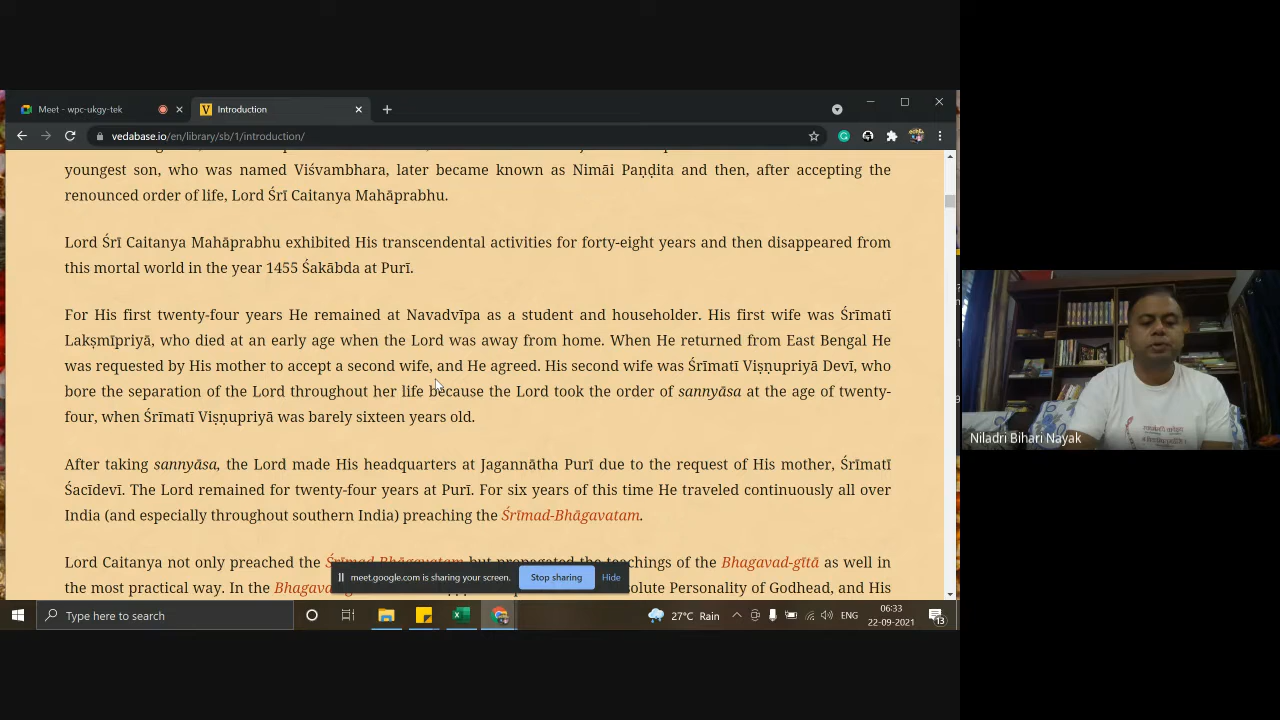 Meet - wpc-ukgy-tek
Introduction
vedabase.io/en/library/sb/1/introduction/
youngest son, who was named Viśvambhara, later became known as Nimāi Paṇḍita and then, after accepting the
renounced order of life, Lord Śrī Caitanya Mahāprabhu.
Lord Śrī Caitanya Mahāprabhu exhibited His transcendental activities for forty-eight years and then disappeared from
this mortal world in the year 1455 Śakābda at Purī.
For His first twenty-four years He remained at Navadvīpa as a student and householder. His first wife was Śrīmatī
Lakṣmīpriyā, who died at an early age when the Lord was away from home. When He returned from East Bengal He
was requested by His mother to accept a second wife, and He agreed. His second wife was Śrīmatī Viṣṇupriyā Devī, who
bore the separation of the Lord throughout her life because the Lord took the order of sannyāsa at the age of twenty-
four, when Śrīmatī Viṣṇupriyā was barely sixteen years old.
After taking sannyāsa, the Lord made His headquarters at Jagannātha Purī due to the request of His mother, Śrīmatī
Śacīdevī. The Lord remained for twenty-four years at Purī. For six years of this time He traveled continuously all over
India (and especially throughout southern India) preaching the Śrīmad-Bhāgavatam.
Lord Caitanya not only preached the Śrīmad-Bhāgavatam but propagated the teachings of the Bhagavad-gītā as well in
the most practical way. In the Personality of Godhead, and His
meet.google.com is sharing your screen. Stop sharing Hide
Type here to search
27°C Rain
ENG
06:33
22-09-2021
13
Niladri Bihari Nayak